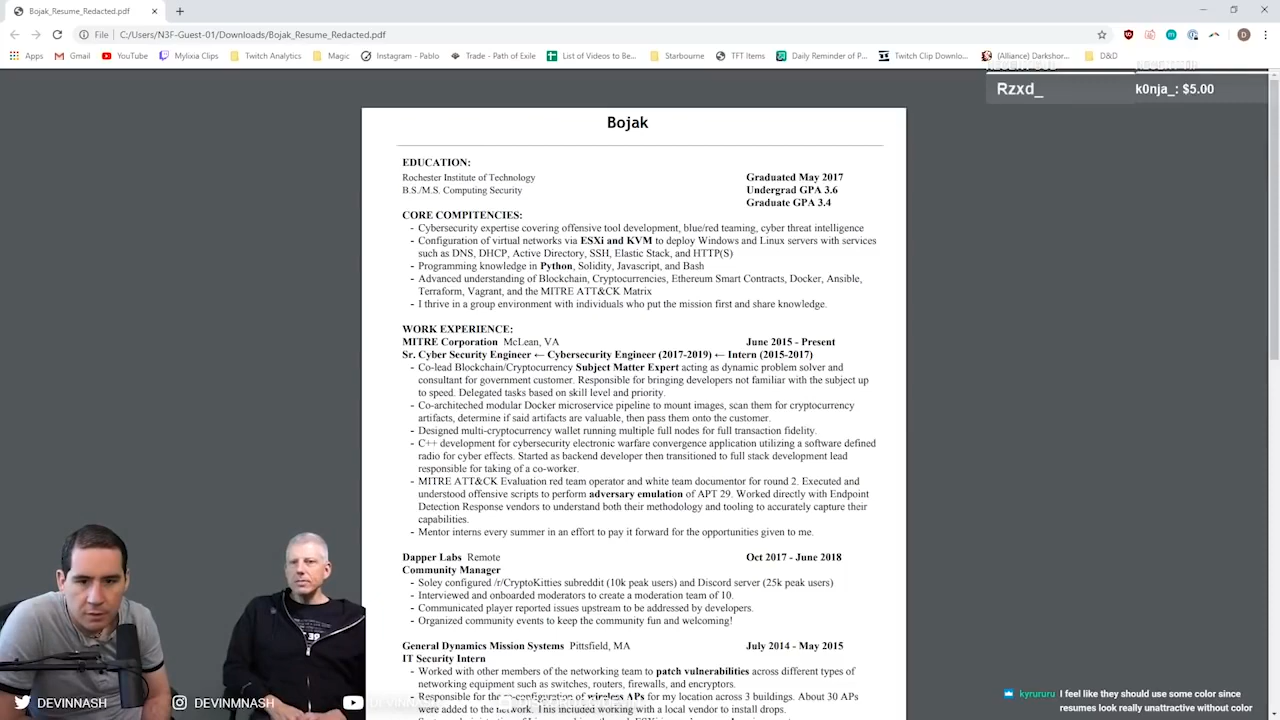 Bojak_Resume_Redacted.pdf
File
C:/Users/N3F-Guest-01/Downloads/Bojak_Resume_Redacted.pdf
D
Apps Gmail YouTube Mylixia Clips Twitch Analytics Magic Instagram - Pablo Trade - Path of Exile List of Videos to Be... Starbourne TFT Items Daily Reminder of P... Twitch Clip Downlo... (Alliance) Darkshor... D&D
Rzxd_ k0nja_: $5.00
Bojak
EDUCATION:
Rochester Institute of Technology Graduated May 2017
B.S./M.S. Computing Security Undergrad GPA 3.6
Graduate GPA 3.4
CORE COMPETENCIES:
- Cybersecurity expertise covering offensive tool development, blue/red teaming, cyber threat intelligence
- Configuration of virtual networks via ESXi and KVM to deploy Windows and Linux servers with services
such as DNS, DHCP, Active Directory, SSH, Elastic Stack, and HTTP(S)
- Programming knowledge in Python, Solidity, Javascript, and Bash
- Advanced understanding of Blockchain, Cryptocurrencies, Ethereum Smart Contracts, Docker, Ansible,
Terraform, Vagrant, and the MITRE ATT&CK Matrix
- I thrive in a group environment with individuals who put the mission first and share knowledge.
WORK EXPERIENCE:
MITRE Corporation McLean, VA June 2015 - Present
Sr. Cyber Security Engineer ← Cybersecurity Engineer (2017-2019) ← Intern (2015-2017)
- Co-lead Blockchain/Cryptocurrency Subject Matter Expert acting as dynamic problem solver and
consultant for government customer. Responsible for bringing developers not familiar with the subject up
to speed. Delegated tasks based on skill level and priority.
- Co-architeched modular Docker microservice pipeline to mount images, scan them for cryptocurrency
artifacts, determine if said artifacts are valuable, then pass them onto the customer.
- Designed multi-cryptocurrency wallet running multiple full nodes for full transaction fidelity.
- C++ development for cybersecurity electronic warfare convergence application utilizing a software defined
radio for cyber effects. Started as backend developer then transitioned to full stack development lead
responsible for taking of a co-worker.
- MITRE ATT&CK Evaluation red team operator and white team documentor for round 2. Executed and
understood offensive scripts to perform adversary emulation of APT 29. Worked directly with Endpoint
Detection Response vendors to understand both their methodology and tooling to accurately capture their
capabilities.
- Mentor interns every summer in an effort to pay it forward for the opportunities given to me.
Dapper Labs Remote Oct 2017 - June 2018
Community Manager
- Soley configured /r/CryptoKitties subreddit (10k peak users) and Discord server (25k peak users)
- Interviewed and onboarded moderators to create a moderation team of 10.
- Communicated player reported issues upstream to be addressed by developers.
- Organized community events to keep the community fun and welcoming!
General Dynamics Mission Systems Pittsfield, MA July 2014 - May 2015
IT Security Intern
- Worked with other members of the networking team to patch vulnerabilities across different types of
networking equipment such as switches, routers, firewalls, and encryptors.
- Responsible for the co-configuration of wireless APs for my location across 3 buildings. About 30 APs
were added to the network. This included working with a local vendor to install drops.
DEVINNASH DEVINMNASH
kyrururu I feel like they should use some color since
resumes look really unattractive without color